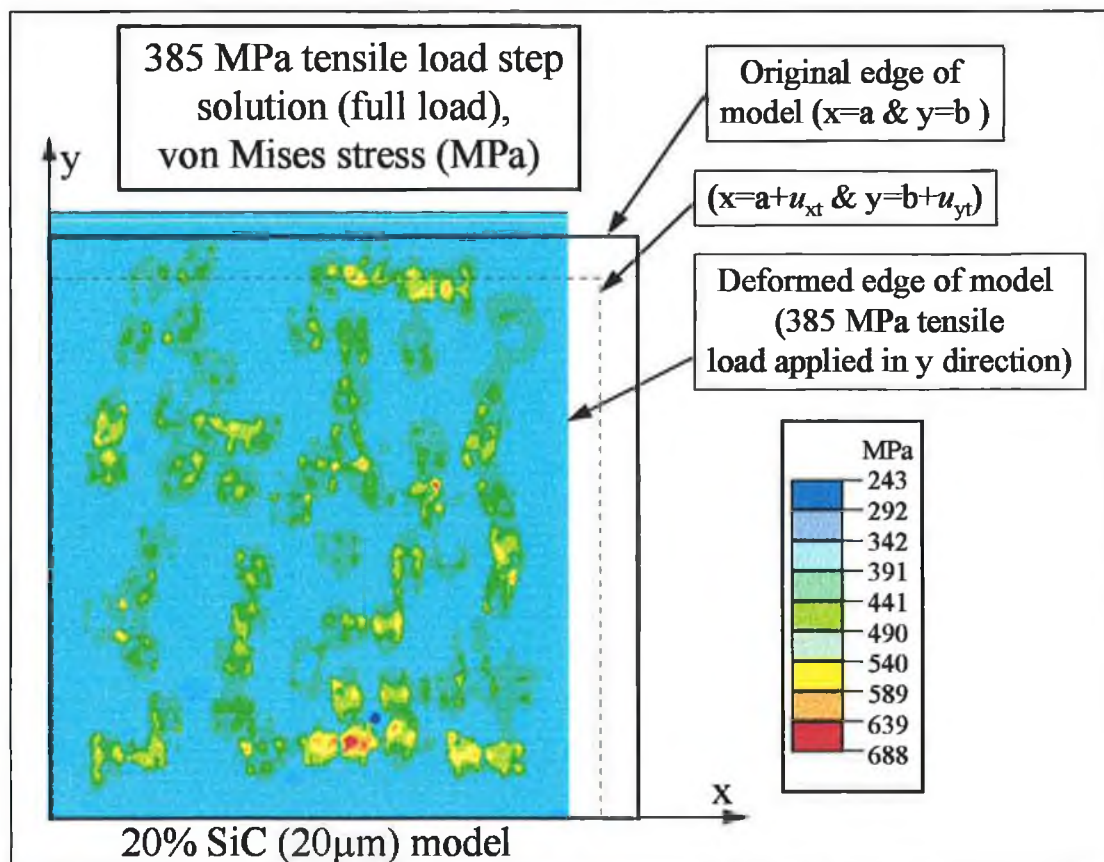 385 MPa tensile load step
solution (full load),
von Mises stress (MPa)
Original edge of
model (x=a & y=b )
(x=a+uxt & y=b+uyt)
Deformed edge of model
(385 MPa tensile
load applied in y direction)
y
x
MPa
243
292
342
391
441
490
540
589
639
688
20% SiC (20μm) model